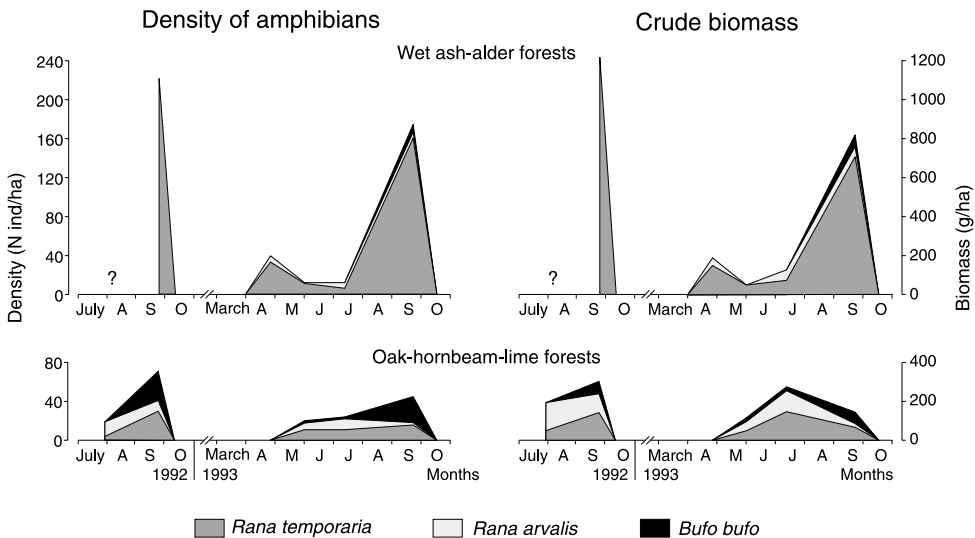 Density of amphibians Crude biomass
Wet ash-alder forests
Density (N ind/ha)
240
200
160
120
80
40
0
?
July A S O March A M J J A S O
?
July A S O March A M J J A S O
1200
1000
800
600
400
200
0
Biomass (g/ha)
Oak-hornbeam-lime forests
80
40
0
July A S O March A M J J A S O
1992 1993
July A S O March A M J J A S O
1992 1993 Months
400
200
0
Months
Rana temporaria Rana arvalis Bufo bufo